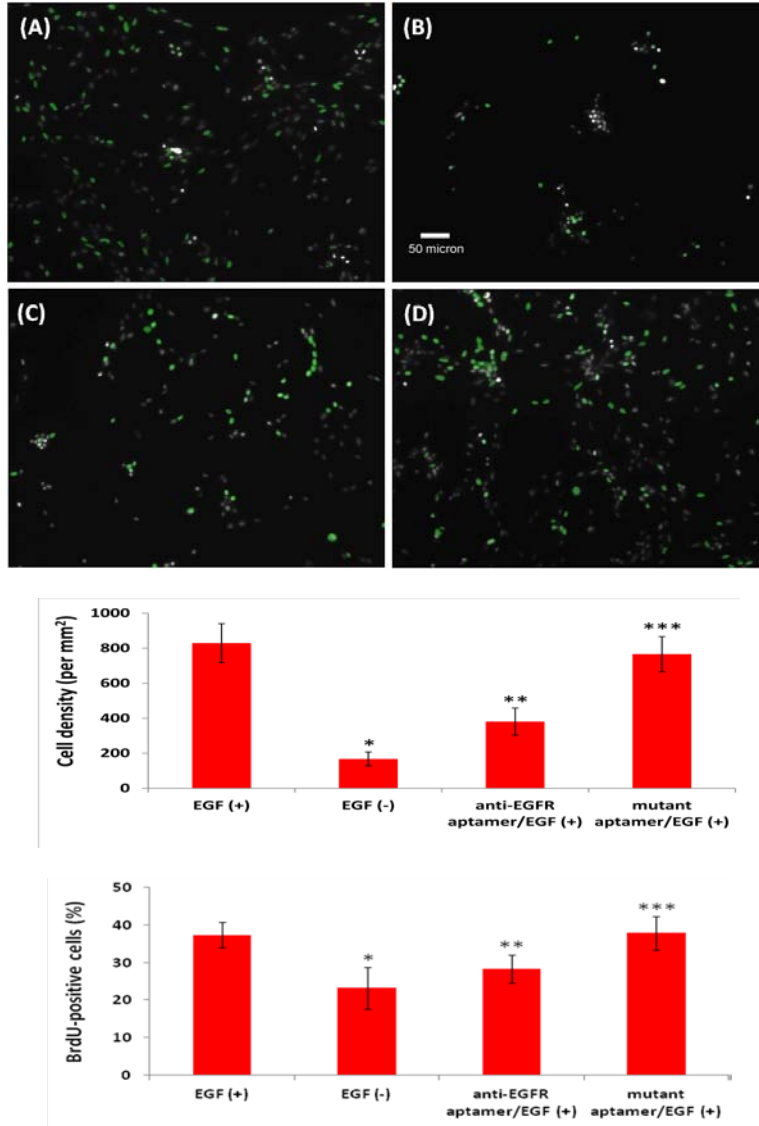 (A)
(B)
50 micron
(C)
(D)
Cell density (per mm²)
1000
800
600
400
200
0
*
**
***
EGF (+)
EGF (-)
anti-EGFR
aptamer/EGF (+)
mutant
aptamer/EGF (+)
BrdU-positive cells (%)
50
40
30
20
10
0
*
**
***
EGF (+)
EGF (-)
anti-EGFR
aptamer/EGF (+)
mutant
aptamer/EGF (+)